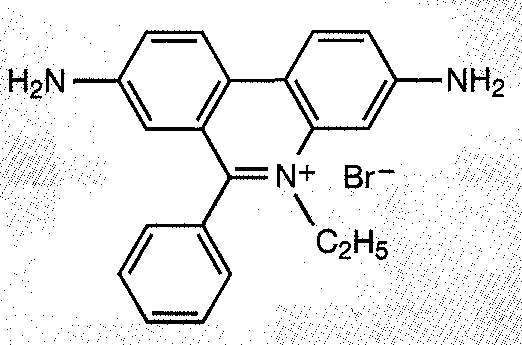 H₂N NH₂
N⁺ Br⁻
C₂H₅